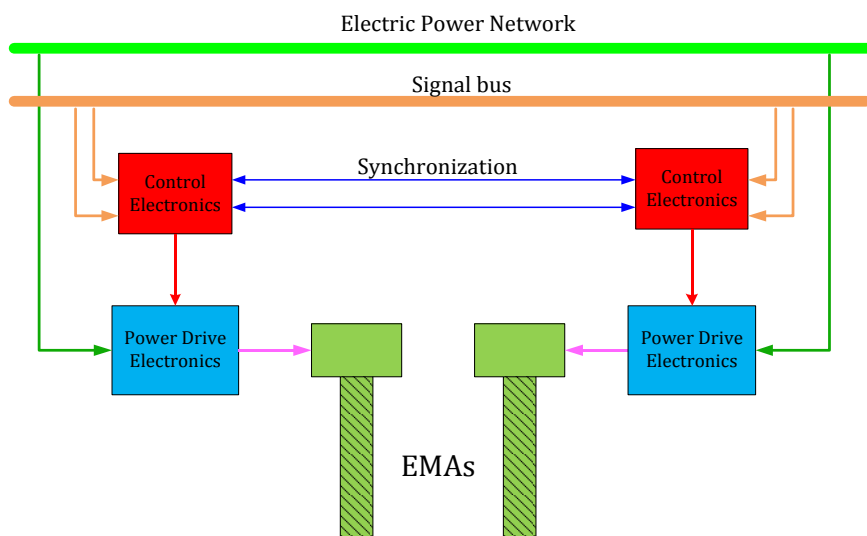 Electric Power Network
Signal bus
Synchronization
Control
Electronics
Control
Electronics
Power Drive
Electronics
Power Drive
Electronics
EMAs